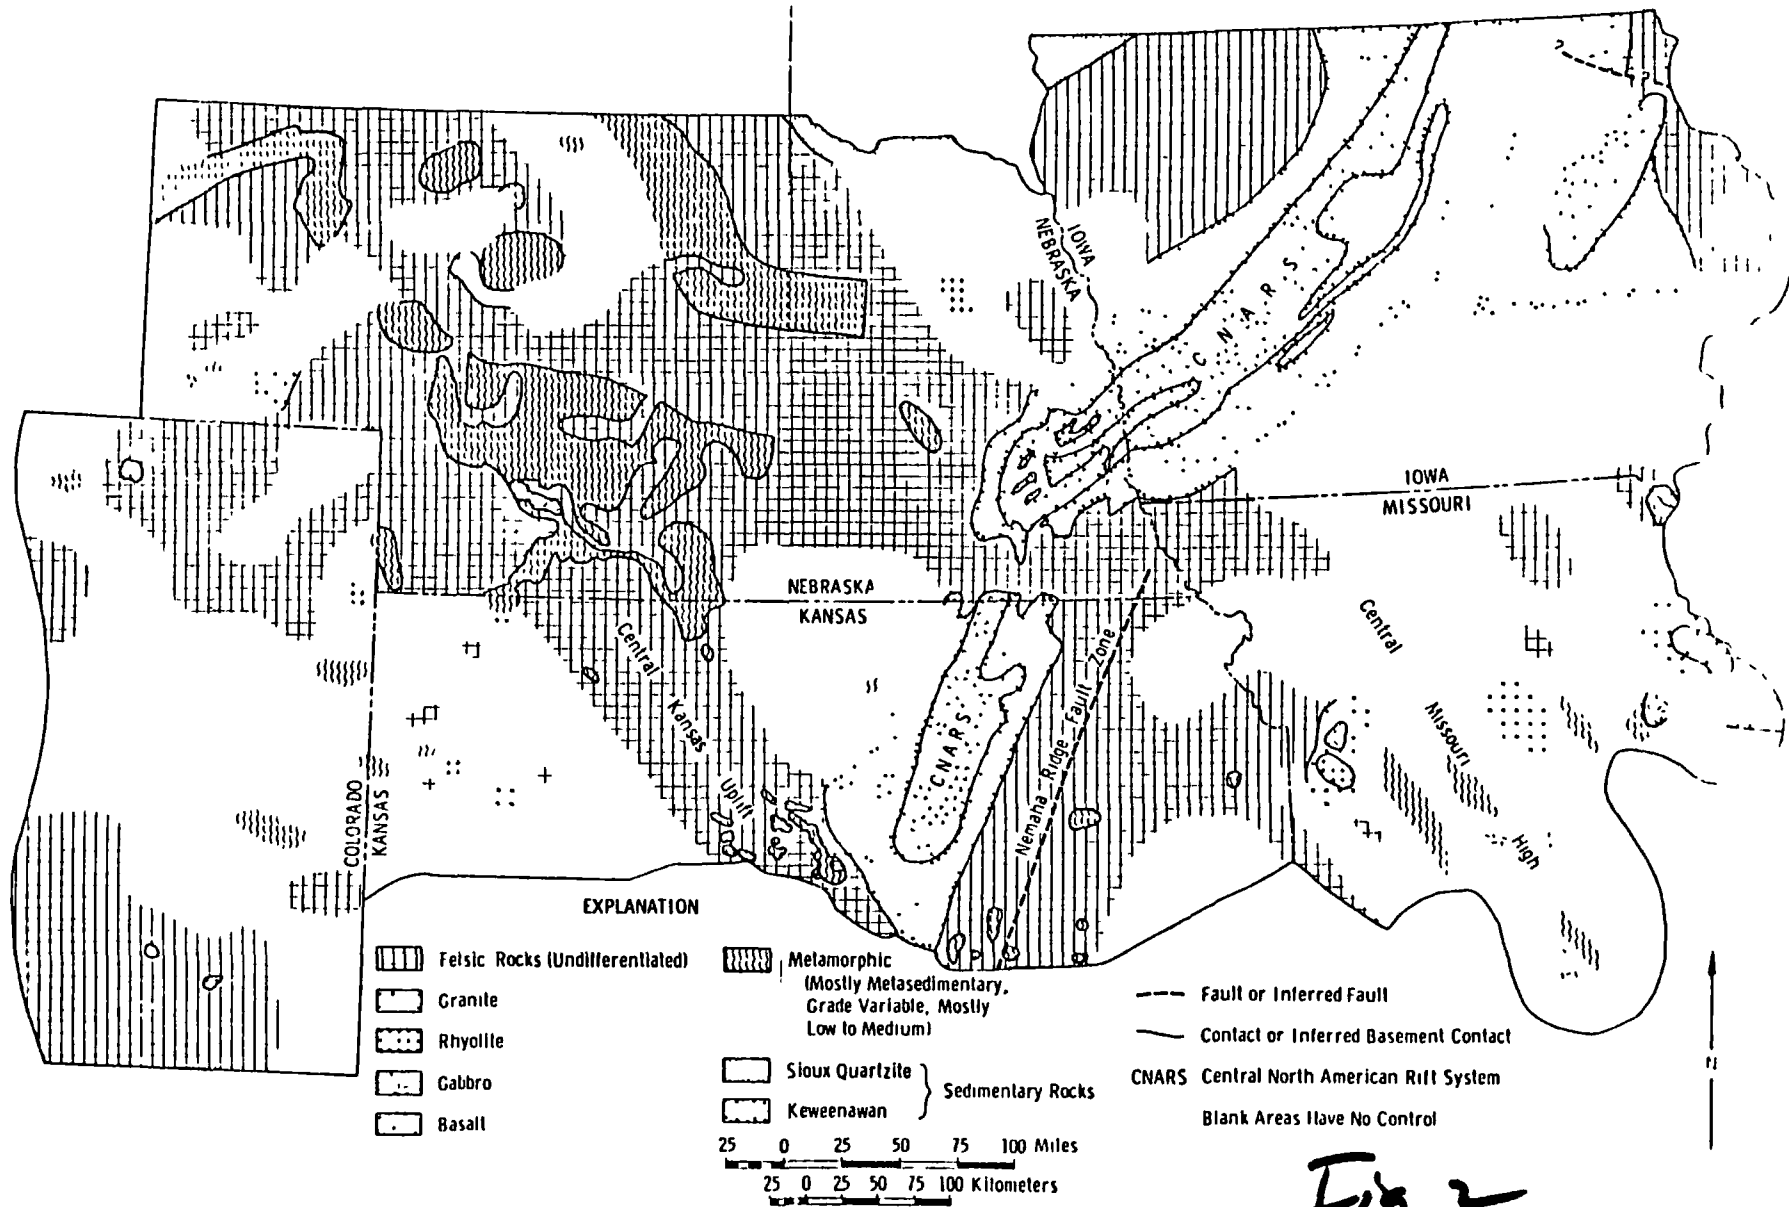 IOWA
NEBRASKA
C N A R S
IOWA
MISSOURI
NEBRASKA
KANSAS
Central
Kansas
Uplift
CNARS
Nemaha Ridge Fault Zone
Central
Missouri
High
COLORADO
KANSAS
EXPLANATION
Felsic Rocks (Undifferentiated)
Granite
Rhyolite
Gabbro
Basalt
Metamorphic
(Mostly Metasedimentary,
Grade Variable, Mostly
Low to Medium)
Sioux Quartzite
Keweenawan
Sedimentary Rocks
Fault or Inferred Fault
Contact or Inferred Basement Contact
CNARS Central North American Rift System
Blank Areas Have No Control
N
25 0 25 50 75 100 Miles
25 0 25 50 75 100 Kilometers
Fig 2